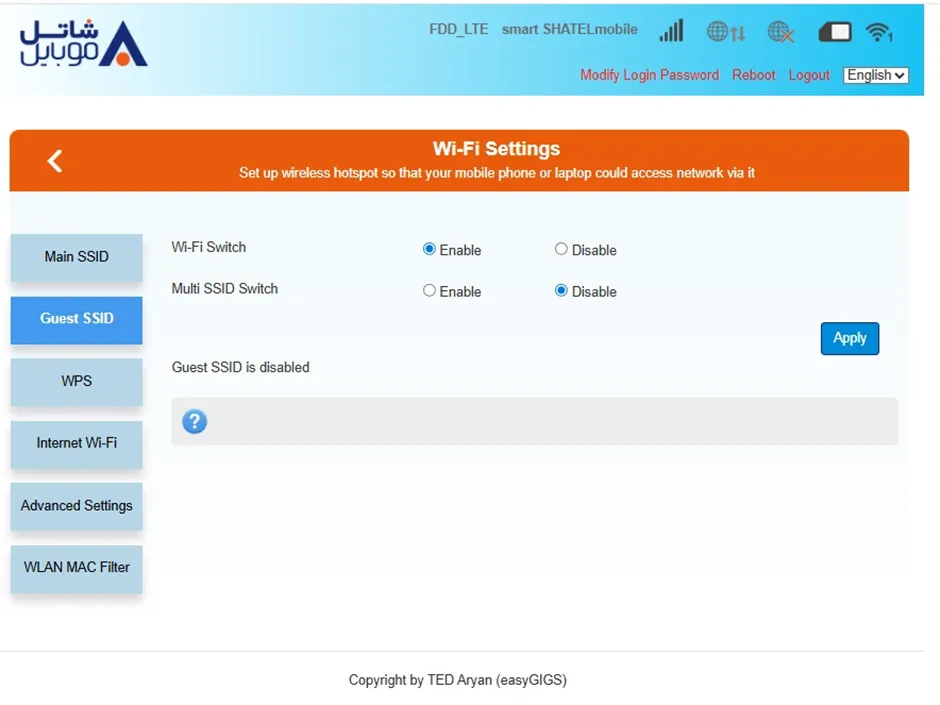 شاتل
موبایل
FDD_LTE smart SHATELmobile 1
Modify Login Password Reboot Logout English
Wi-Fi Settings
Set up wireless hotspot so that your mobile phone or laptop could access network via it
Main SSID
Wi-Fi Switch Enable Disable
Multi SSID Switch Enable Disable
Guest SSID
Apply
Guest SSID is disabled
WPS
?
Internet Wi-Fi
Advanced Settings
WLAN MAC Filter
Copyright by TED Aryan (easyGIGS)